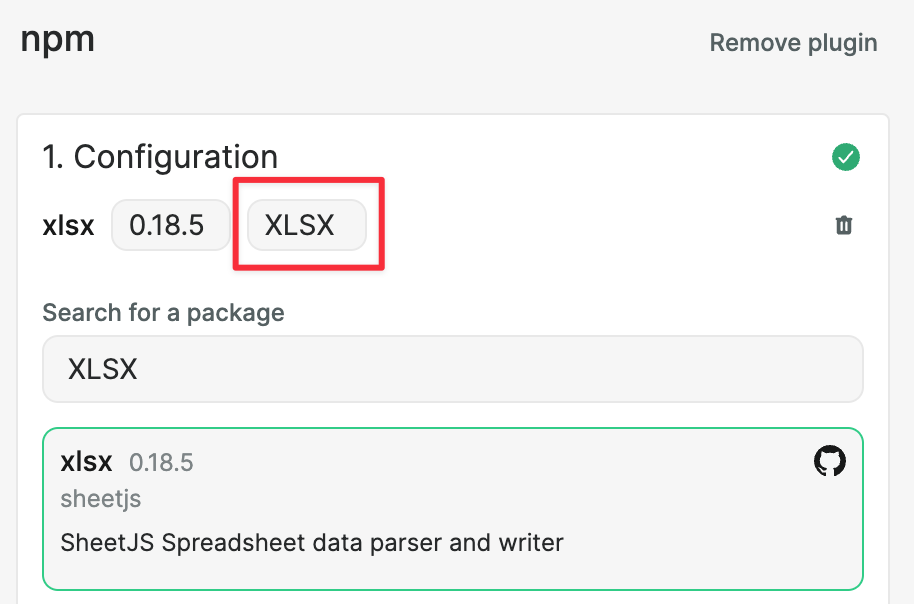 npm
Remove plugin
1. Configuration
xlsx 0.18.5 XLSX
Search for a package
XLSX
xlsx 0.18.5
sheetjs
SheetJS Spreadsheet data parser and writer